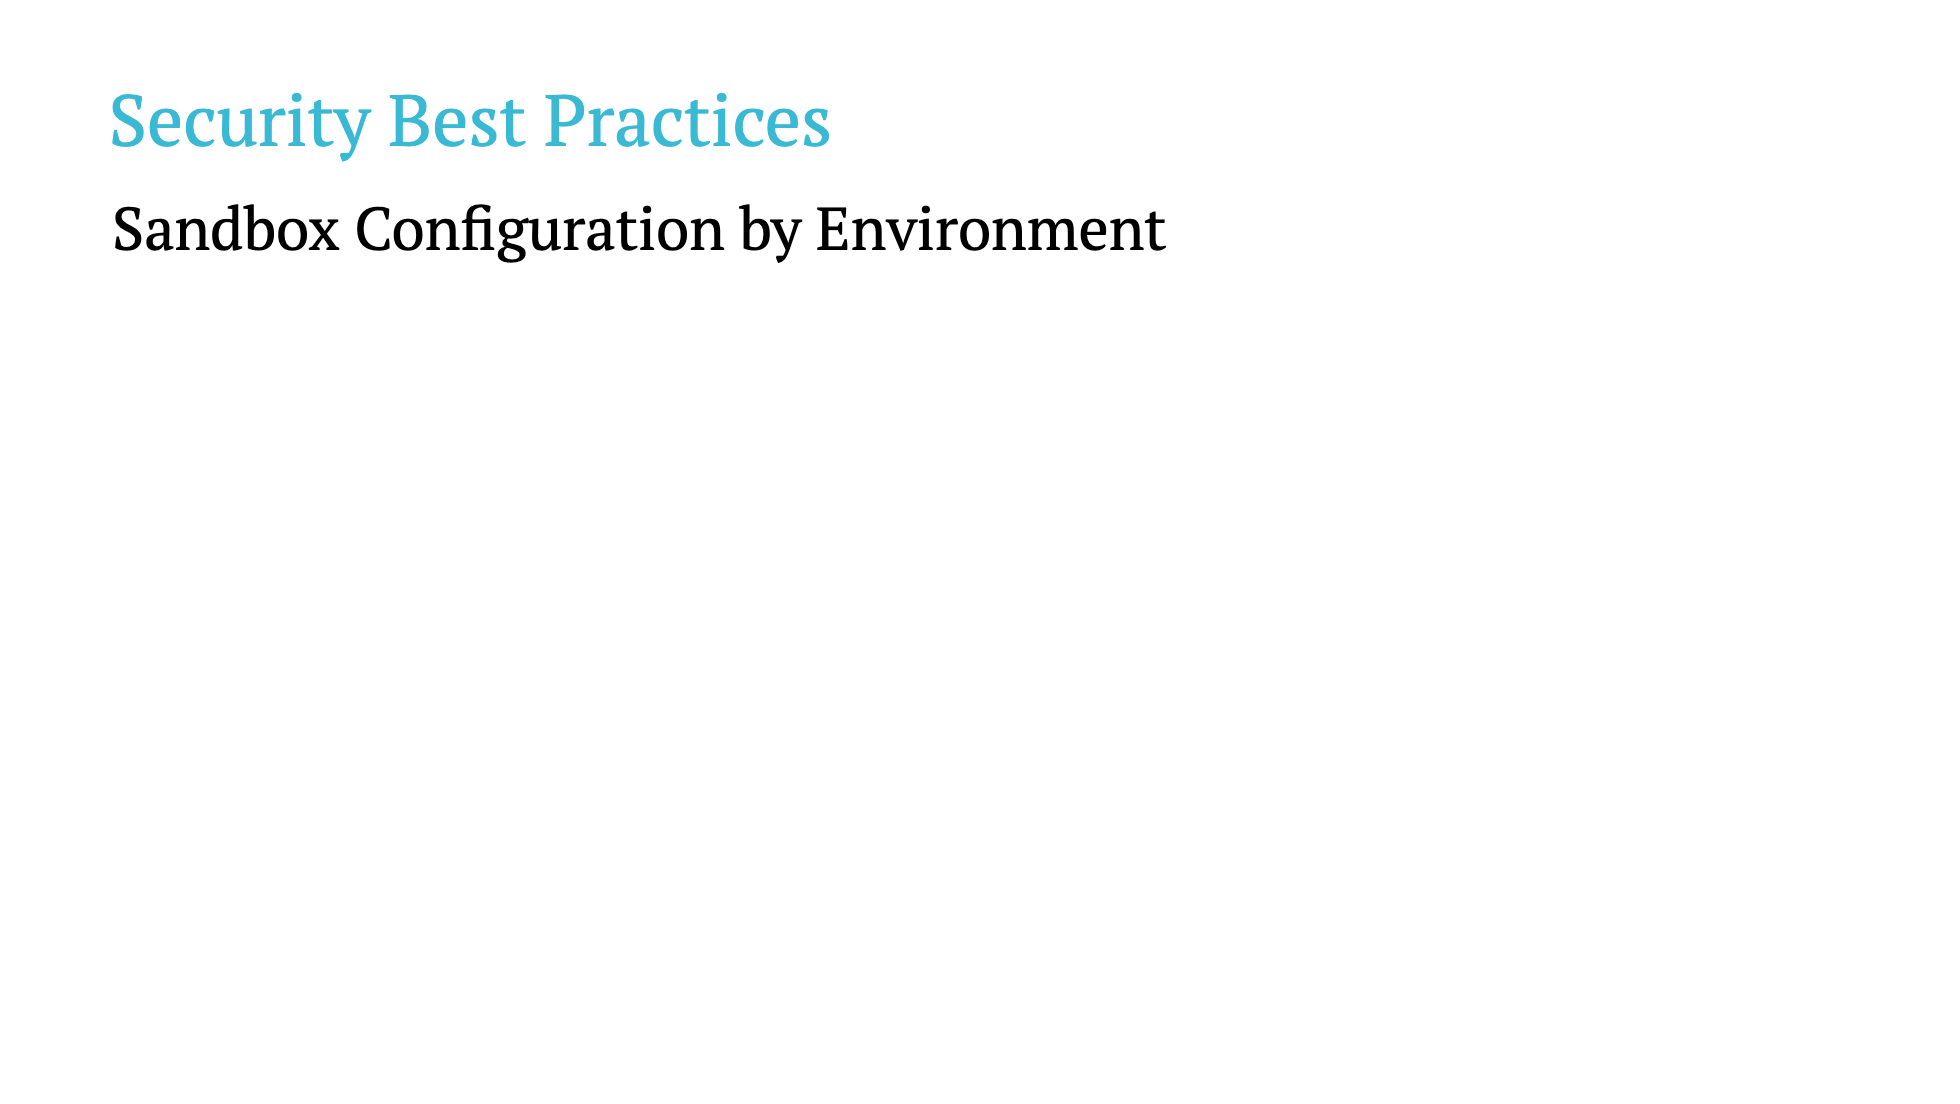 Security Best Practices
Sandbox Configuration by Environment